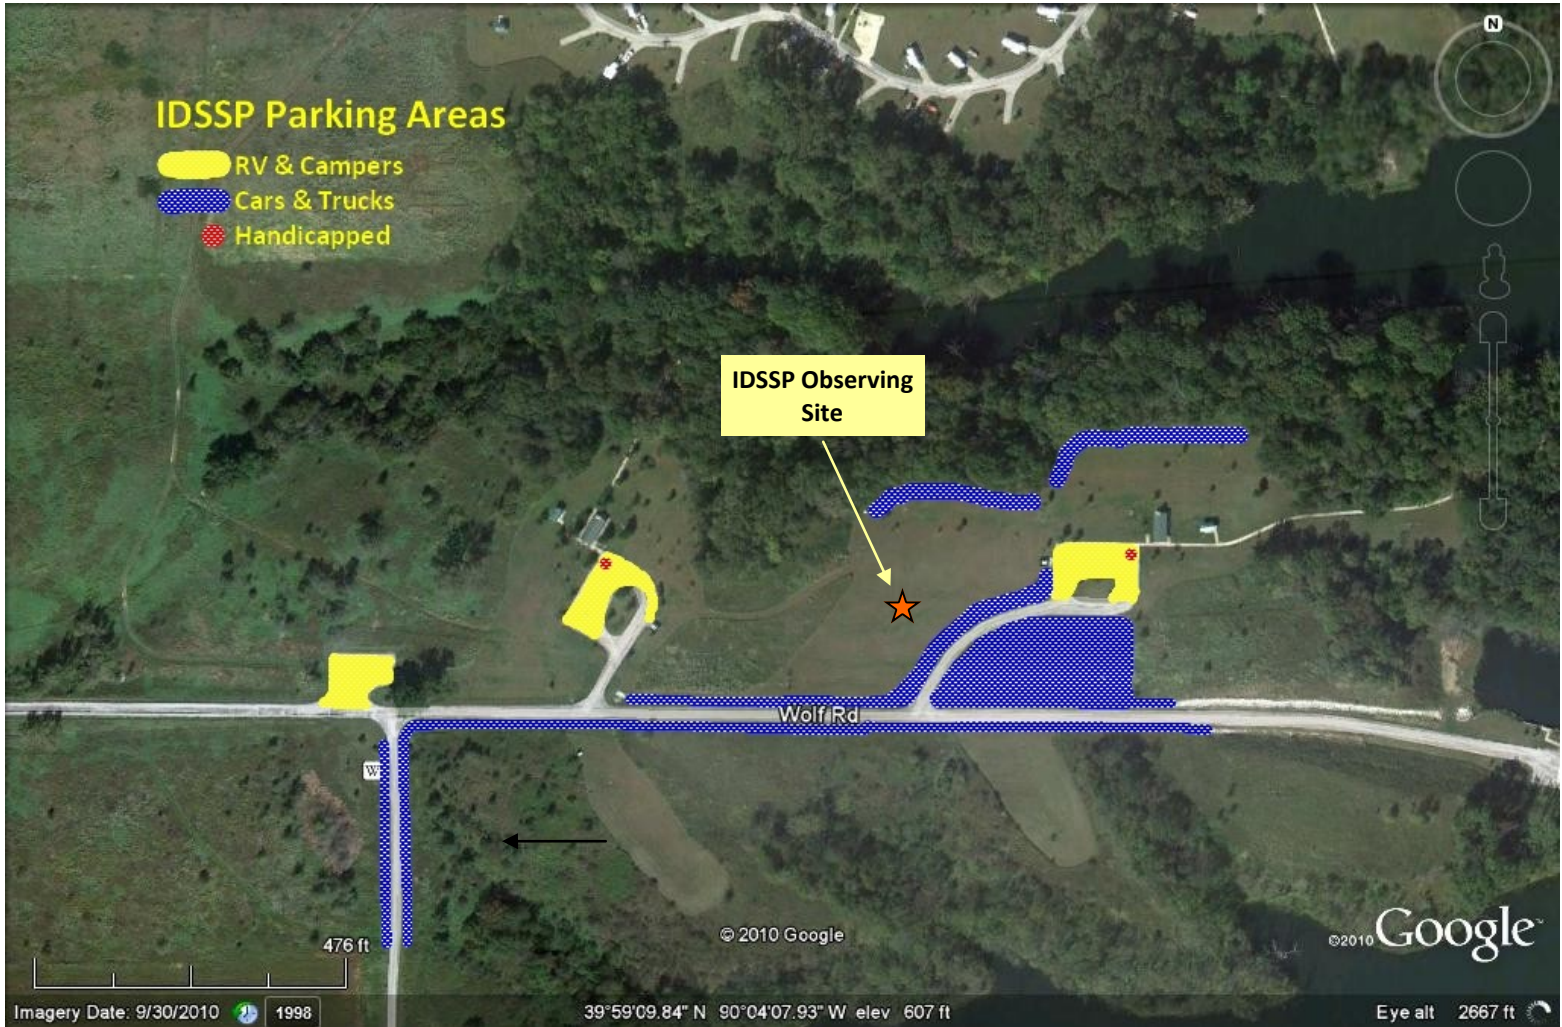 N
IDSSP Parking Areas
RV & Campers
Cars & Trucks
Handicapped
IDSSP Observing
Site
Wolf Rd
W
476 ft
© 2010 Google
©2010 Google
Imagery Date: 9/30/2010
1998
39°59'09.84" N 90°04'07.93" W elev 607 ft
Eye alt 2667 ft